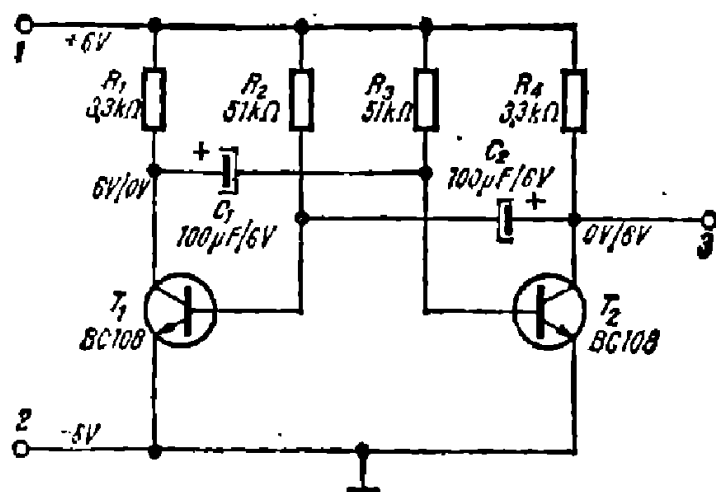 1
+6V
R1
3,3kΩ
R2
51kΩ
R3
51kΩ
R4
3,3kΩ
6V/0V
+
C1
100µF/6V
C2
100µF/6V
+
0V/6V
3
T1
BC108
T2
BC108
2
-6V